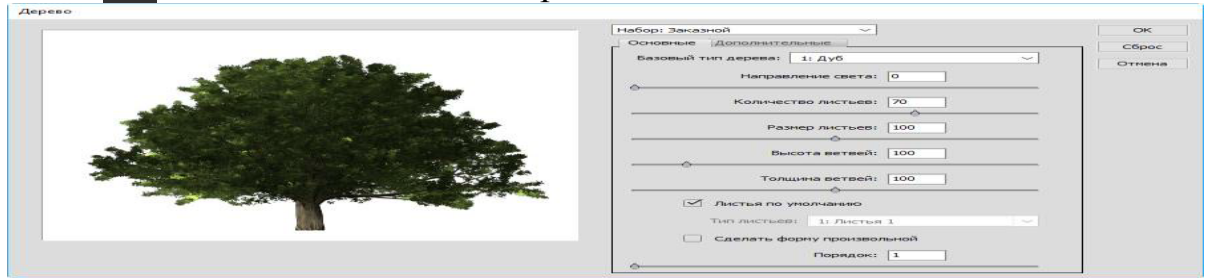 Дерево
Набор: Заказной
ОК
Основные Дополнительные
Сброс
Базовый тип дерева: 1: Дуб
Отмена
Направление света: 0
Количество листьев: 70
Размер листьев: 100
Высота ветвей: 100
Толщина ветвей: 100
Листья по умолчанию
Тип листьев: 1: Листья 1
Сделать форму произвольной
Порядок: 1